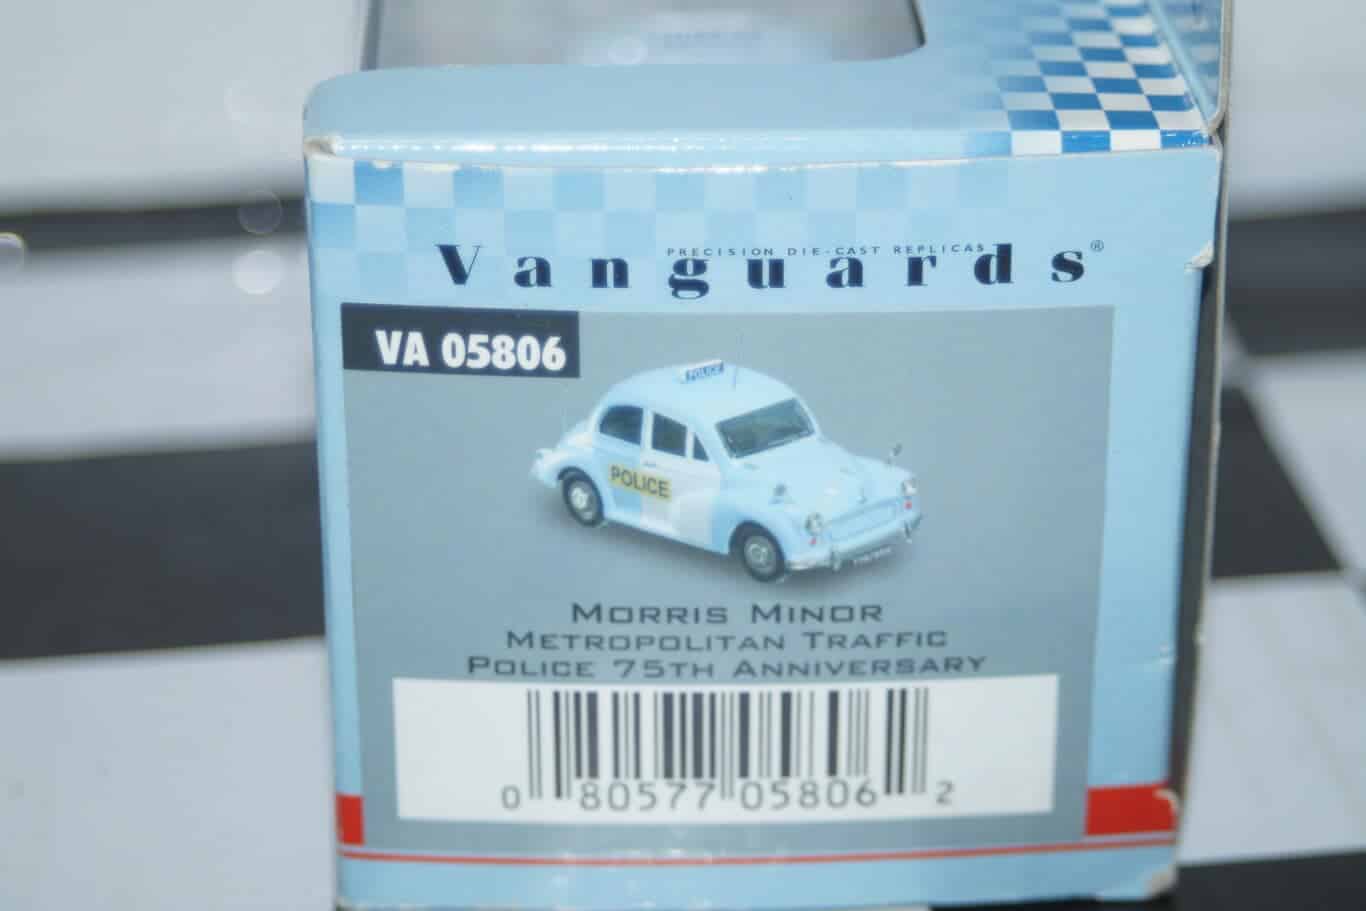 PRECISION DIE-CAST REPLICAS
Vanguards®
VA 05806
POLICE
POLICE
MORRIS MINOR
METROPOLITAN TRAFFIC
POLICE 75TH ANNIVERSARY
0 80577 05806 2